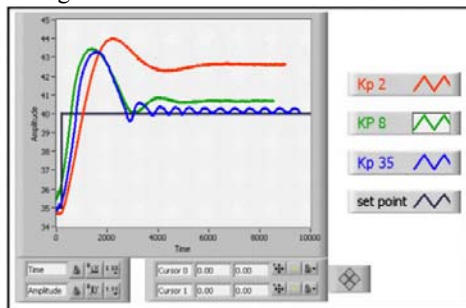 45
44
43
42
41
40
39
38
37
36
35
34
Amplitude
0
2000
4000
6000
8000
10000
Time
Kp 2
KP 8
Kp 35
set point
Time
Amplitude
Cursor 0 0.00 0.00
Cursor 1 0.00 0.00